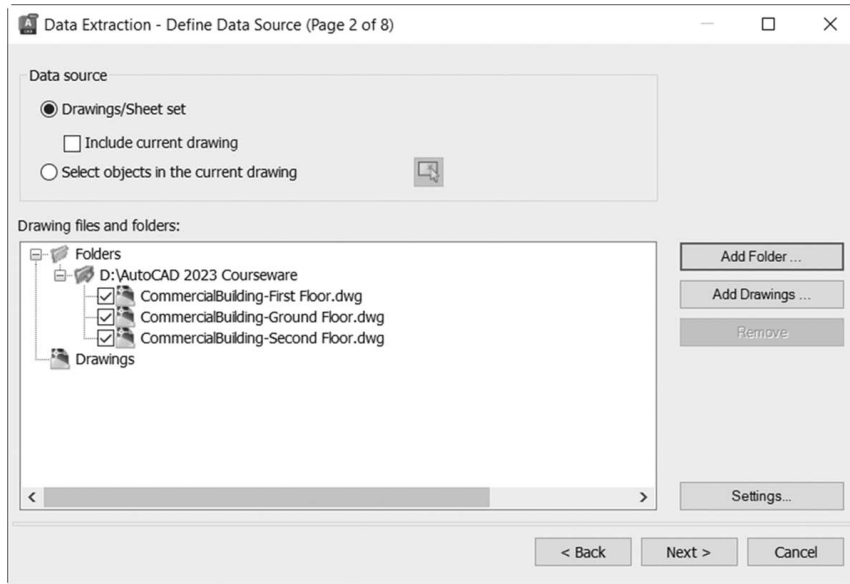 Data Extraction - Define Data Source (Page 2 of 8)
Data source
Drawings/Sheet set
Include current drawing
Select objects in the current drawing
Drawing files and folders:
Folders
D:\AutoCAD 2023 Courseware
CommercialBuilding-First Floor.dwg
CommercialBuilding-Ground Floor.dwg
CommercialBuilding-Second Floor.dwg
Drawings
Add Folder ...
Add Drawings ...
Remove
Settings...
< Back
Next >
Cancel